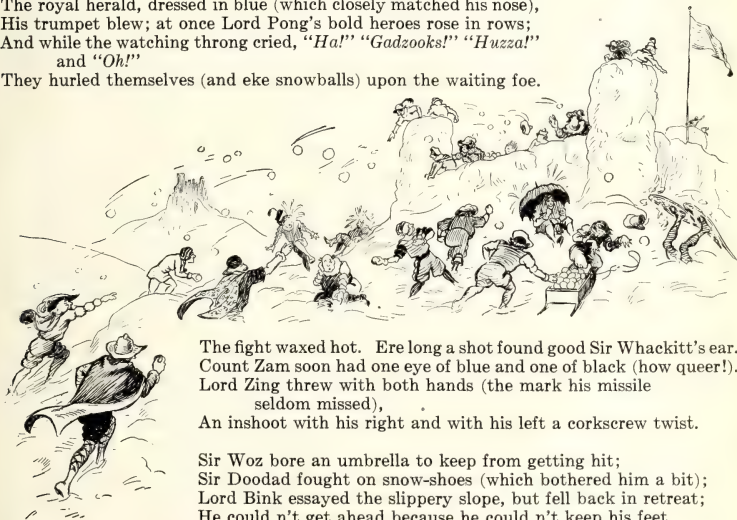 The royal herald, dressed in blue (which closely matched his nose),
His trumpet blew; at once Lord Pong's bold heroes rose in rows;
And while the watching throng cried, "Ha!" "Gadzooks!" "Huzza!"
and "Oh!"
They hurled themselves (and eke snowballs) upon the waiting foe.
The fight waxed hot. Ere long a shot found good Sir Whackitt's ear.
Count Zam soon had one eye of blue and one of black (how queer!).
Lord Zing threw with both hands (the mark his missile
seldom missed),
An inshoot with his right and with his left a corkscrew twist.
Sir Woz bore an umbrella to keep from getting hit;
Sir Doodad fought on snow-shoes (which bothered him a bit);
Lord Bink essayed the slippery slope, but fell back in retreat;
He could n't get ahead because he could n't keep his feet